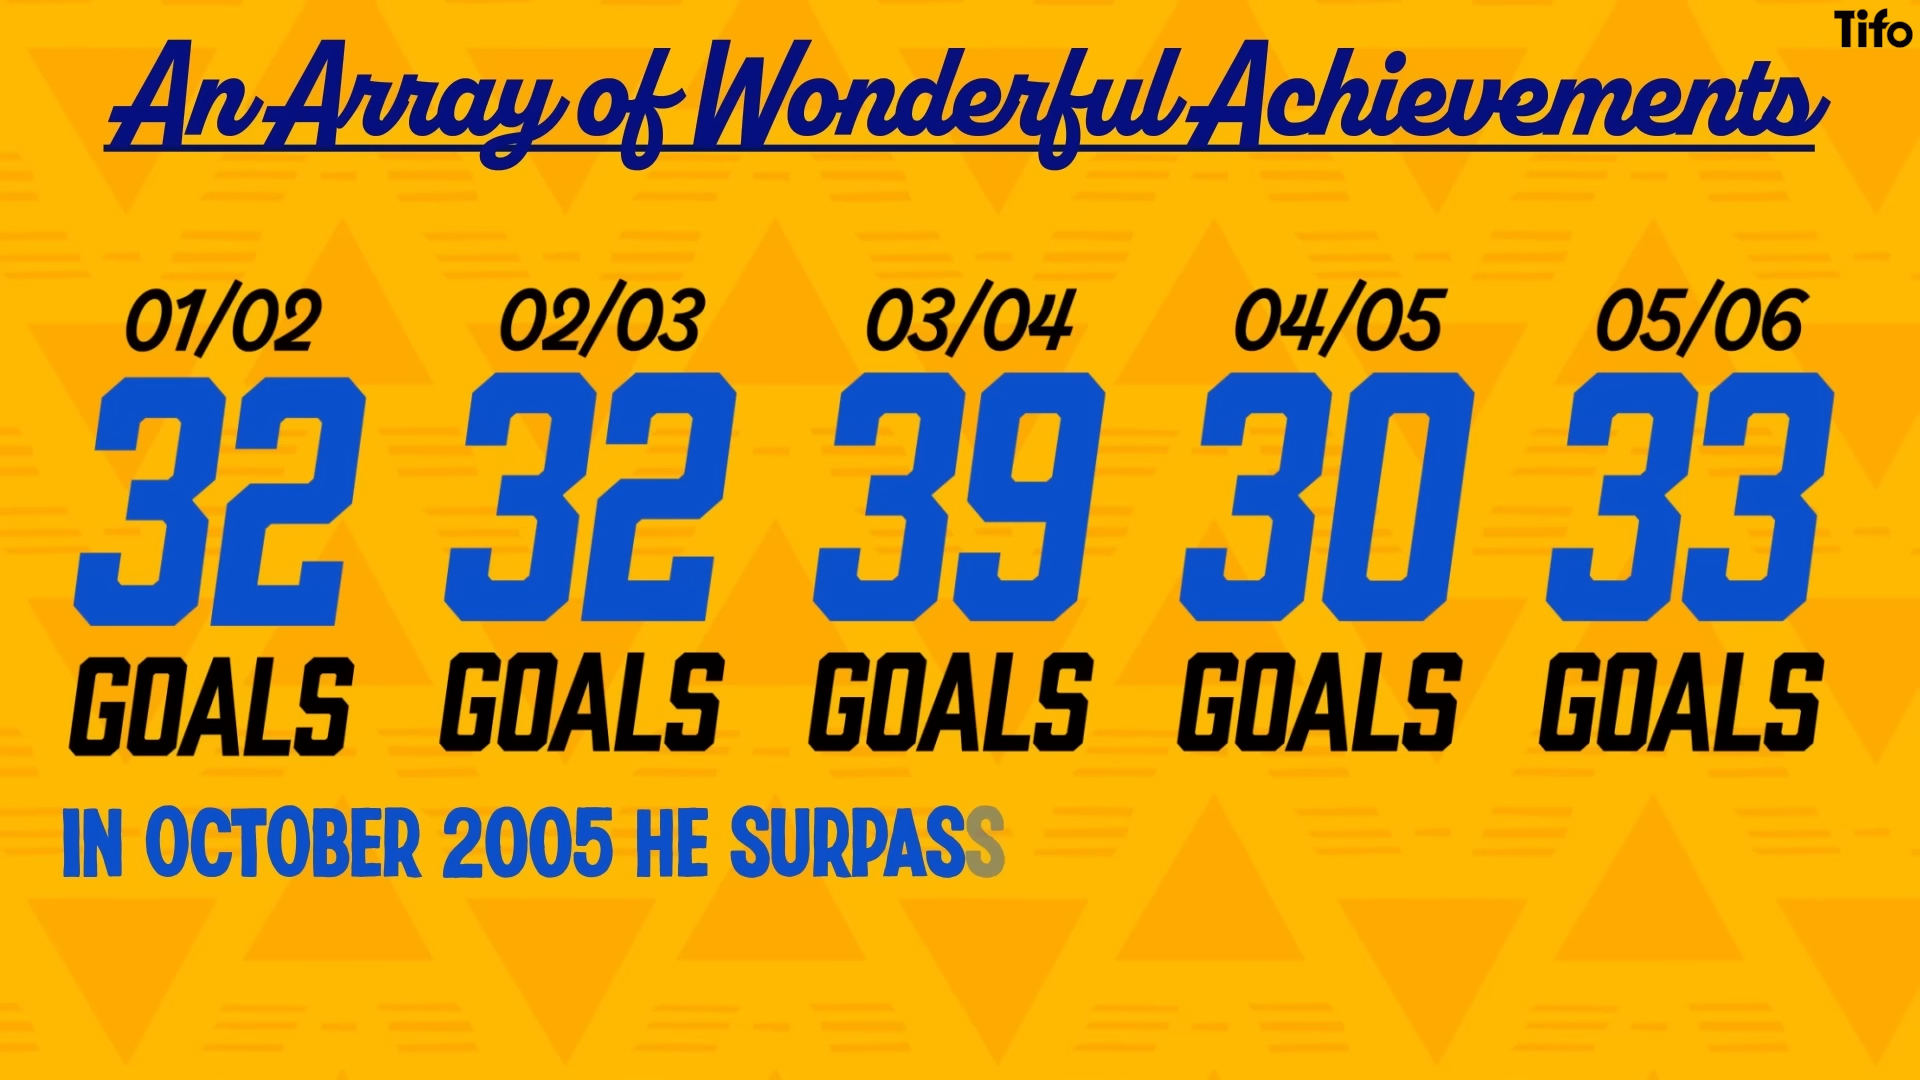 Tifo
An Array of Wonderful Achievements
01/02 02/03 03/04 04/05 05/06
32 32 39 30 33
GOALS GOALS GOALS GOALS GOALS
IN OCTOBER 2005 HE SURPASS